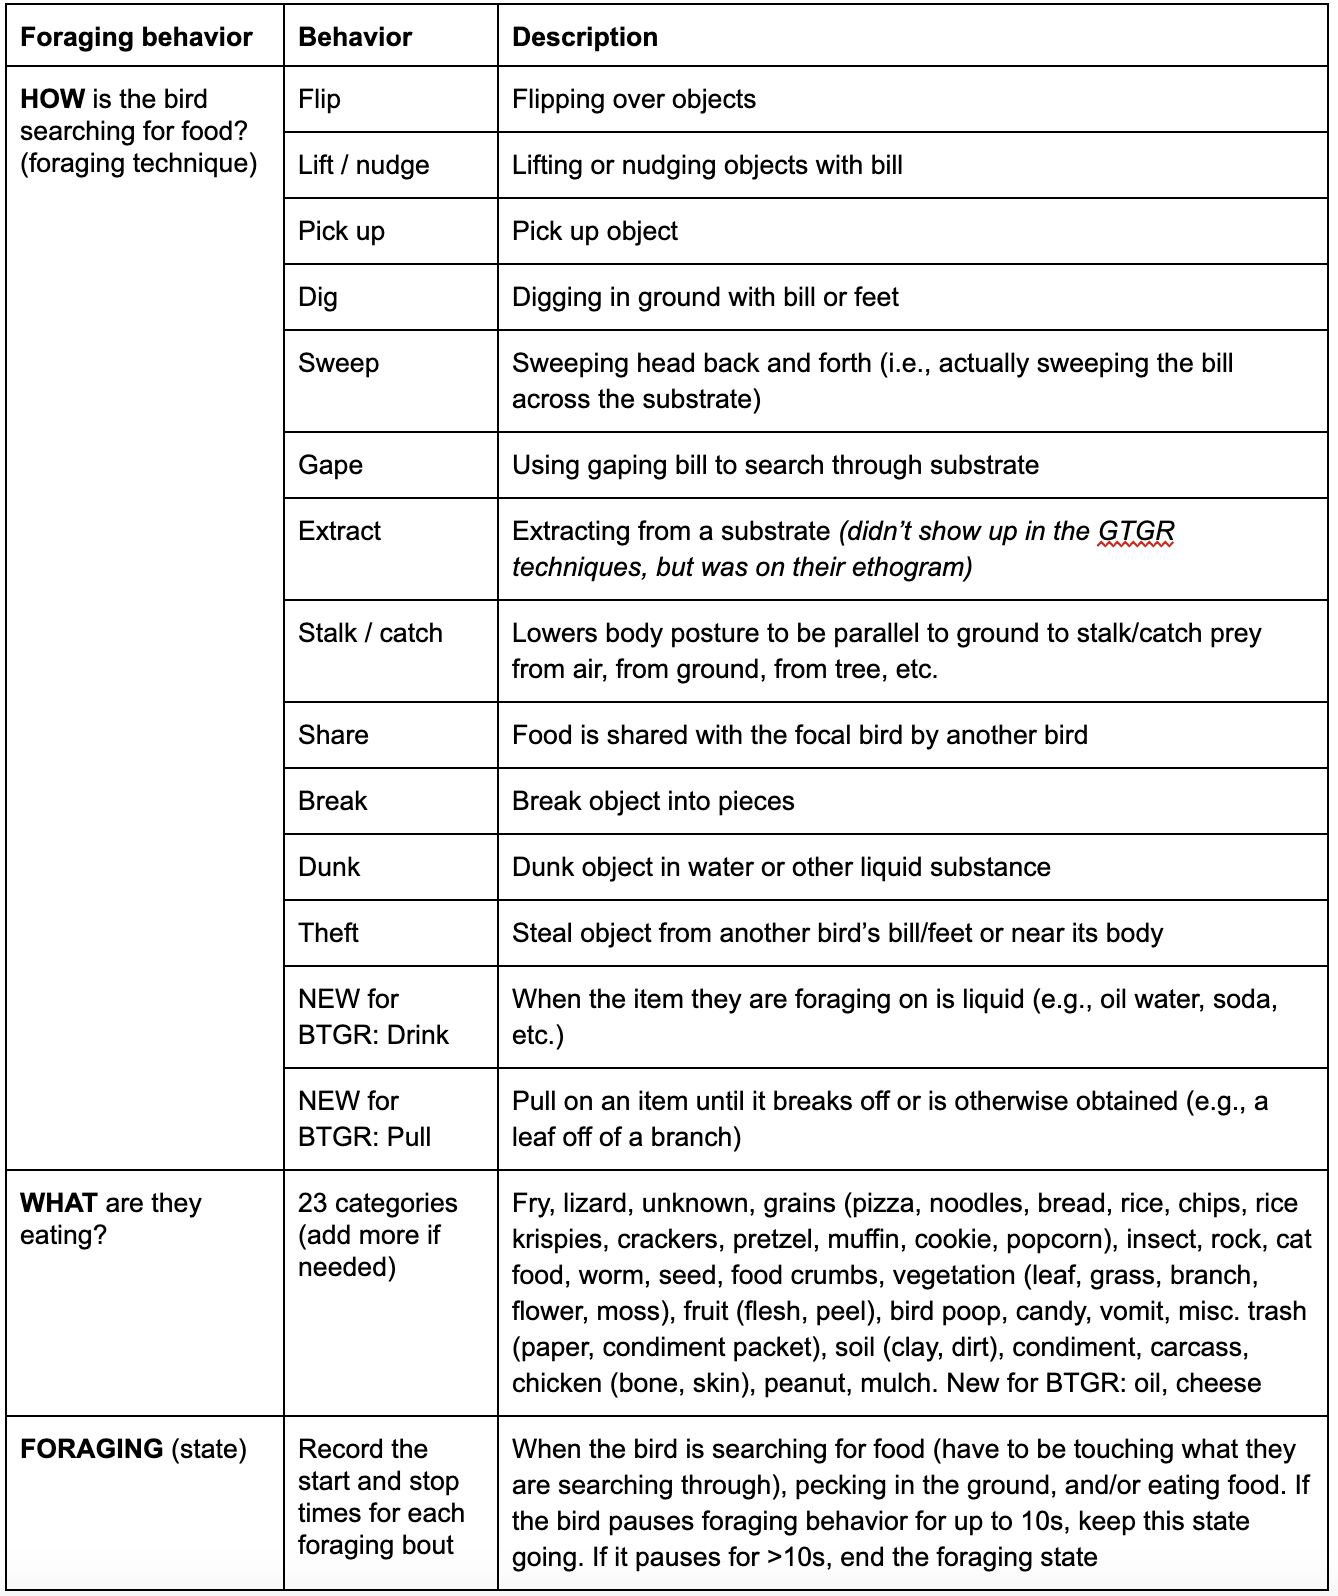 Foraging behavior
Behavior
Description
HOW is the bird
searching for food?
(foraging technique)
Flip
Flipping over objects
Lift / nudge
Lifting or nudging objects with bill
Pick up
Pick up object
Dig
Digging in ground with bill or feet
Sweep
Sweeping head back and forth (i.e., actually sweeping the bill
across the substrate)
Gape
Using gaping bill to search through substrate
Extract
Extracting from a substrate (didn’t show up in the GTGR
techniques, but was on their ethogram)
Stalk / catch
Lowers body posture to be parallel to ground to stalk/catch prey
from air, from ground, from tree, etc.
Share
Food is shared with the focal bird by another bird
Break
Break object into pieces
Dunk
Dunk object in water or other liquid substance
Theft
Steal object from another bird’s bill/feet or near its body
NEW for
BTGR: Drink
When the item they are foraging on is liquid (e.g., oil water, soda,
etc.)
NEW for
BTGR: Pull
Pull on an item until it breaks off or is otherwise obtained (e.g., a
leaf off of a branch)
WHAT are they
eating?
23 categories
(add more if
needed)
Fry, lizard, unknown, grains (pizza, noodles, bread, rice, chips, rice
krispies, crackers, pretzel, muffin, cookie, popcorn), insect, rock, cat
food, worm, seed, food crumbs, vegetation (leaf, grass, branch,
flower, moss), fruit (flesh, peel), bird poop, candy, vomit, misc. trash
(paper, condiment packet), soil (clay, dirt), condiment, carcass,
chicken (bone, skin), peanut, mulch. New for BTGR: oil, cheese
FORAGING (state)
Record the
start and stop
times for each
foraging bout
When the bird is searching for food (have to be touching what they
are searching through), pecking in the ground, and/or eating food. If
the bird pauses foraging behavior for up to 10s, keep this state
going. If it pauses for >10s, end the foraging state